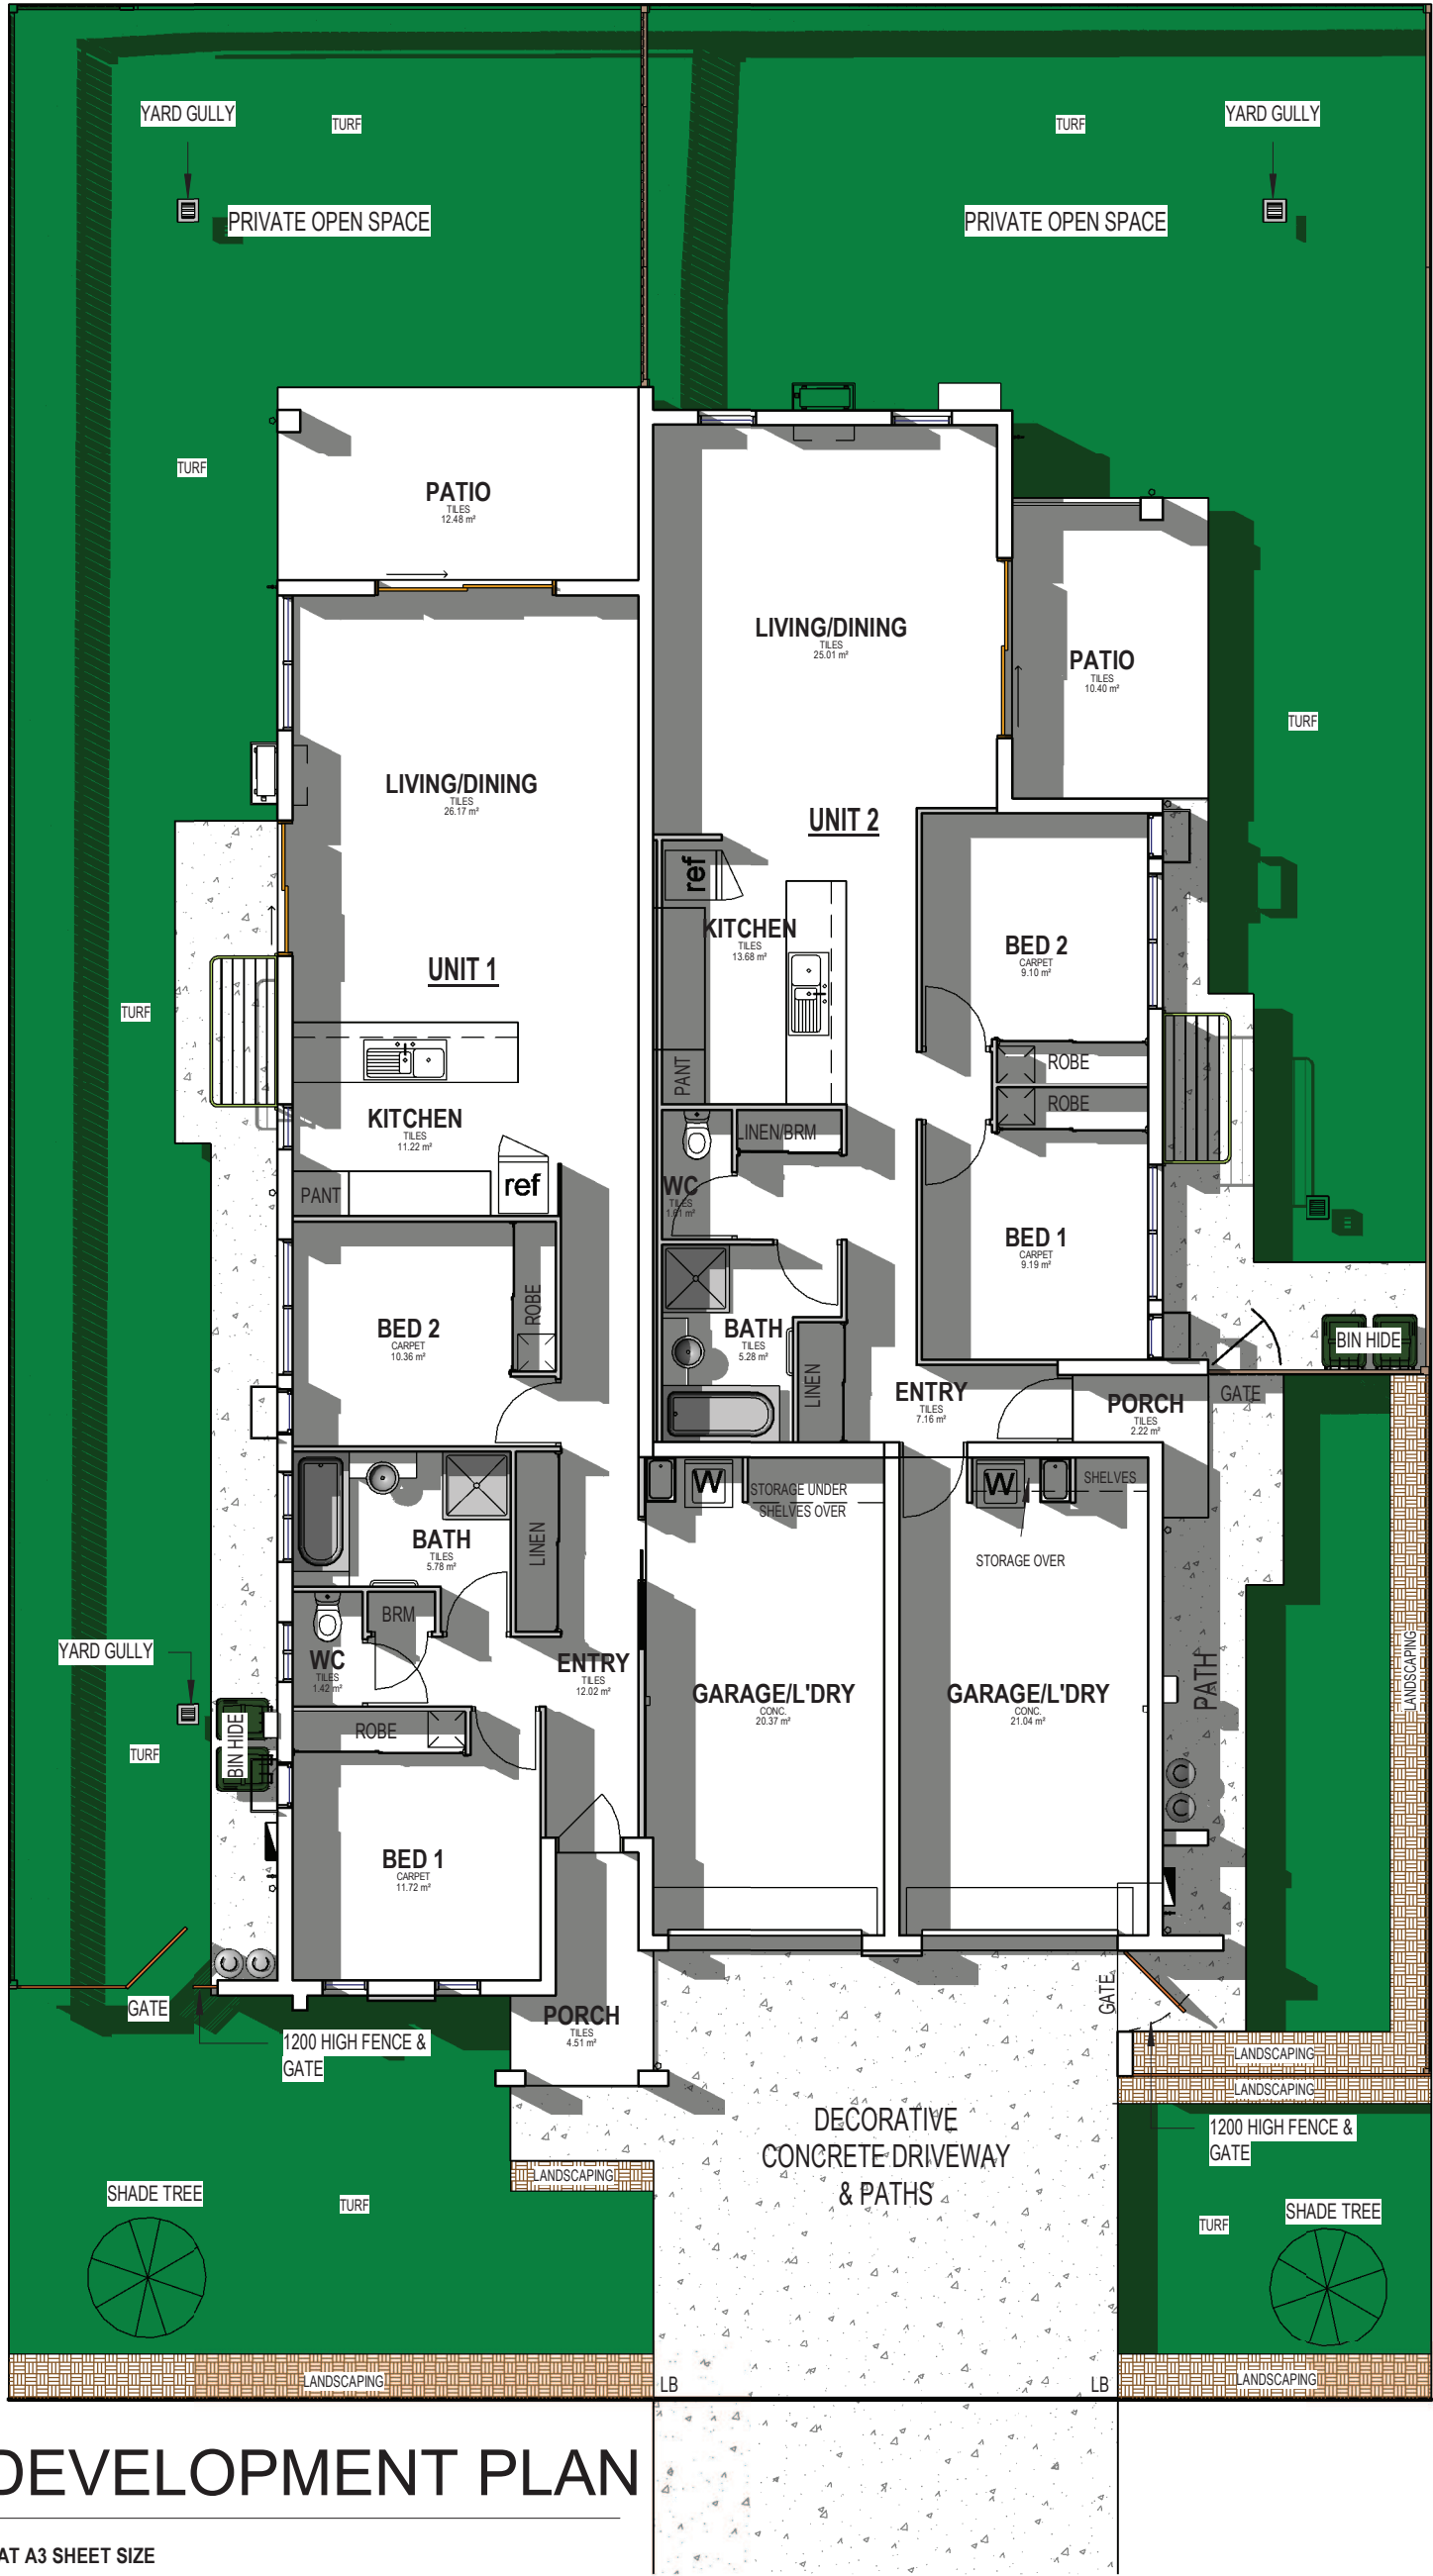 YARD GULLY
TURF
TURF
YARD GULLY
PRIVATE OPEN SPACE
PRIVATE OPEN SPACE
TURF
PATIO
TILES
12.48 m²
LIVING/DINING
TILES
25.01 m²
PATIO
TILES
10.40 m²
TURF
LIVING/DINING
TILES
26.17 m²
UNIT 2
ref
KITCHEN
TILES
13.68 m²
BED 2
CARPET
9.10 m²
UNIT 1
TURF
ROBE
PANT
ROBE
KITCHEN
TILES
11.22 m²
LINEN/BRM
PANT
ref
WC
TILES
1.61 m²
BED 1
CARPET
9.19 m²
ROBE
BED 2
CARPET
10.36 m²
BATH
TILES
5.28 m²
BIN HIDE
LINEN
ENTRY
TILES
7.16 m²
PORCH
TILES
2.22 m²
GATE
W
STORAGE UNDER
SHELVES OVER
W
SHELVES
BATH
TILES
5.78 m²
LINEN
STORAGE OVER
BRM
YARD GULLY
WC
TILES
1.42 m²
ENTRY
TILES
12.02 m²
GARAGE/L'DRY
CONC.
20.37 m²
GARAGE/L'DRY
CONC.
21.04 m²
PATH
LANDSCAPING
ROBE
BIN HIDE
TURF
BED 1
CARPET
11.72 m²
GATE
PORCH
TILES
4.51 m²
GATE
1200 HIGH FENCE &
GATE
LANDSCAPING
LANDSCAPING
DECORATIVE
CONCRETE DRIVEWAY
& PATHS
1200 HIGH FENCE &
GATE
LANDSCAPING
SHADE TREE
TURF
SHADE TREE
TURF
LANDSCAPING
LB
LB
LANDSCAPING
DEVELOPMENT PLAN
AT A3 SHEET SIZE